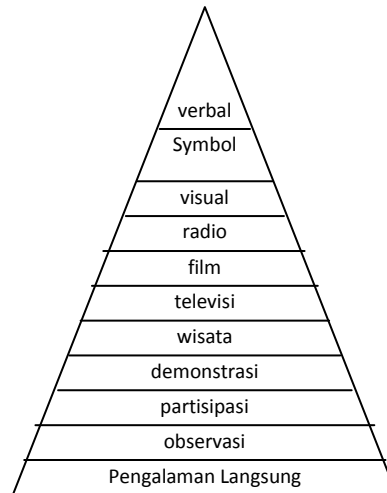 verbal
Symbol
visual
radio
film
televisi
wisata
demonstrasi
partisipasi
observasi
Pengalaman Langsung